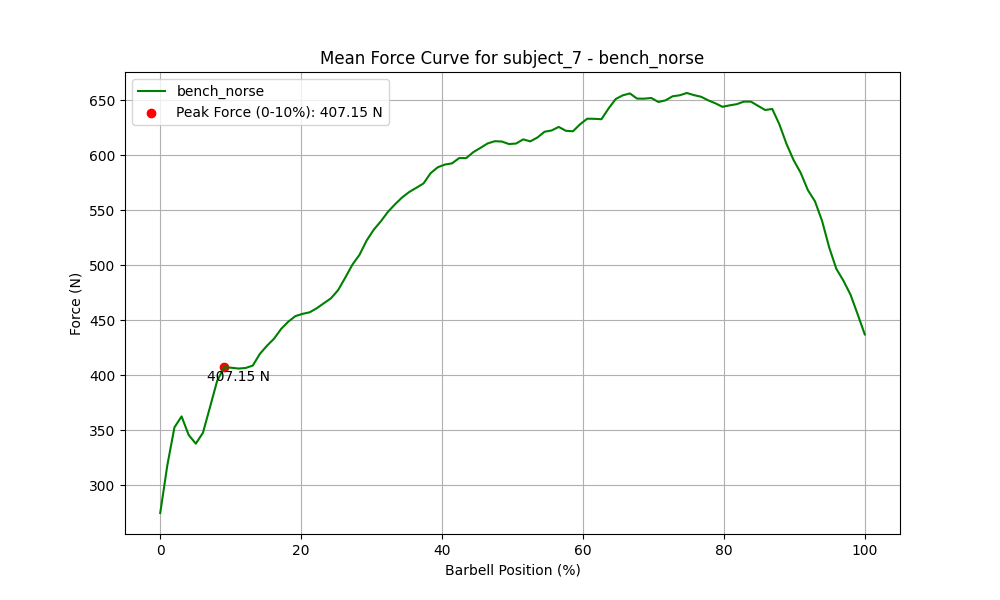 Mean Force Curve for subject_7 - bench_norse
bench_norse
Peak Force (0-10%): 407.15 N
650
600
550
500
450
400
350
300
Force (N)
407.15 N
0 20 40 60 80 100
Barbell Position (%)